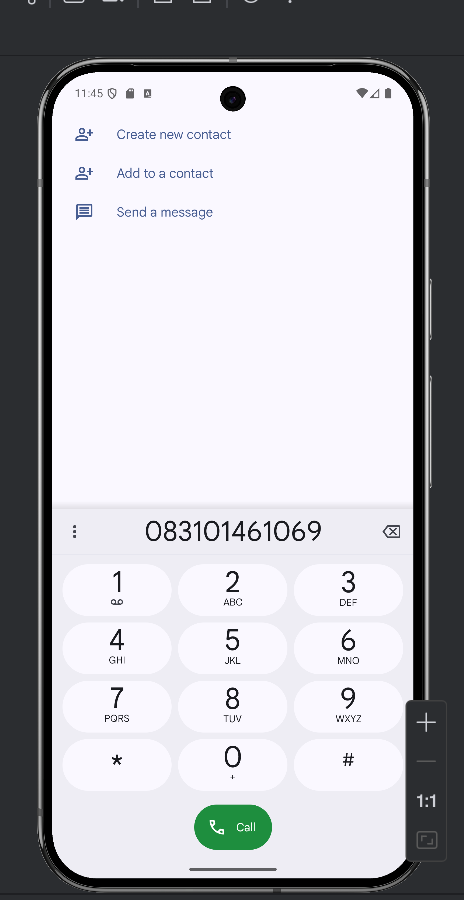 11:45
Create new contact
Add to a contact
Send a message
083101461069
1
2 ABC
3 DEF
4 GHI
5 JKL
6 MNO
7 PQRS
8 TUV
9 WXYZ
*
0 +
#
Call
1:1